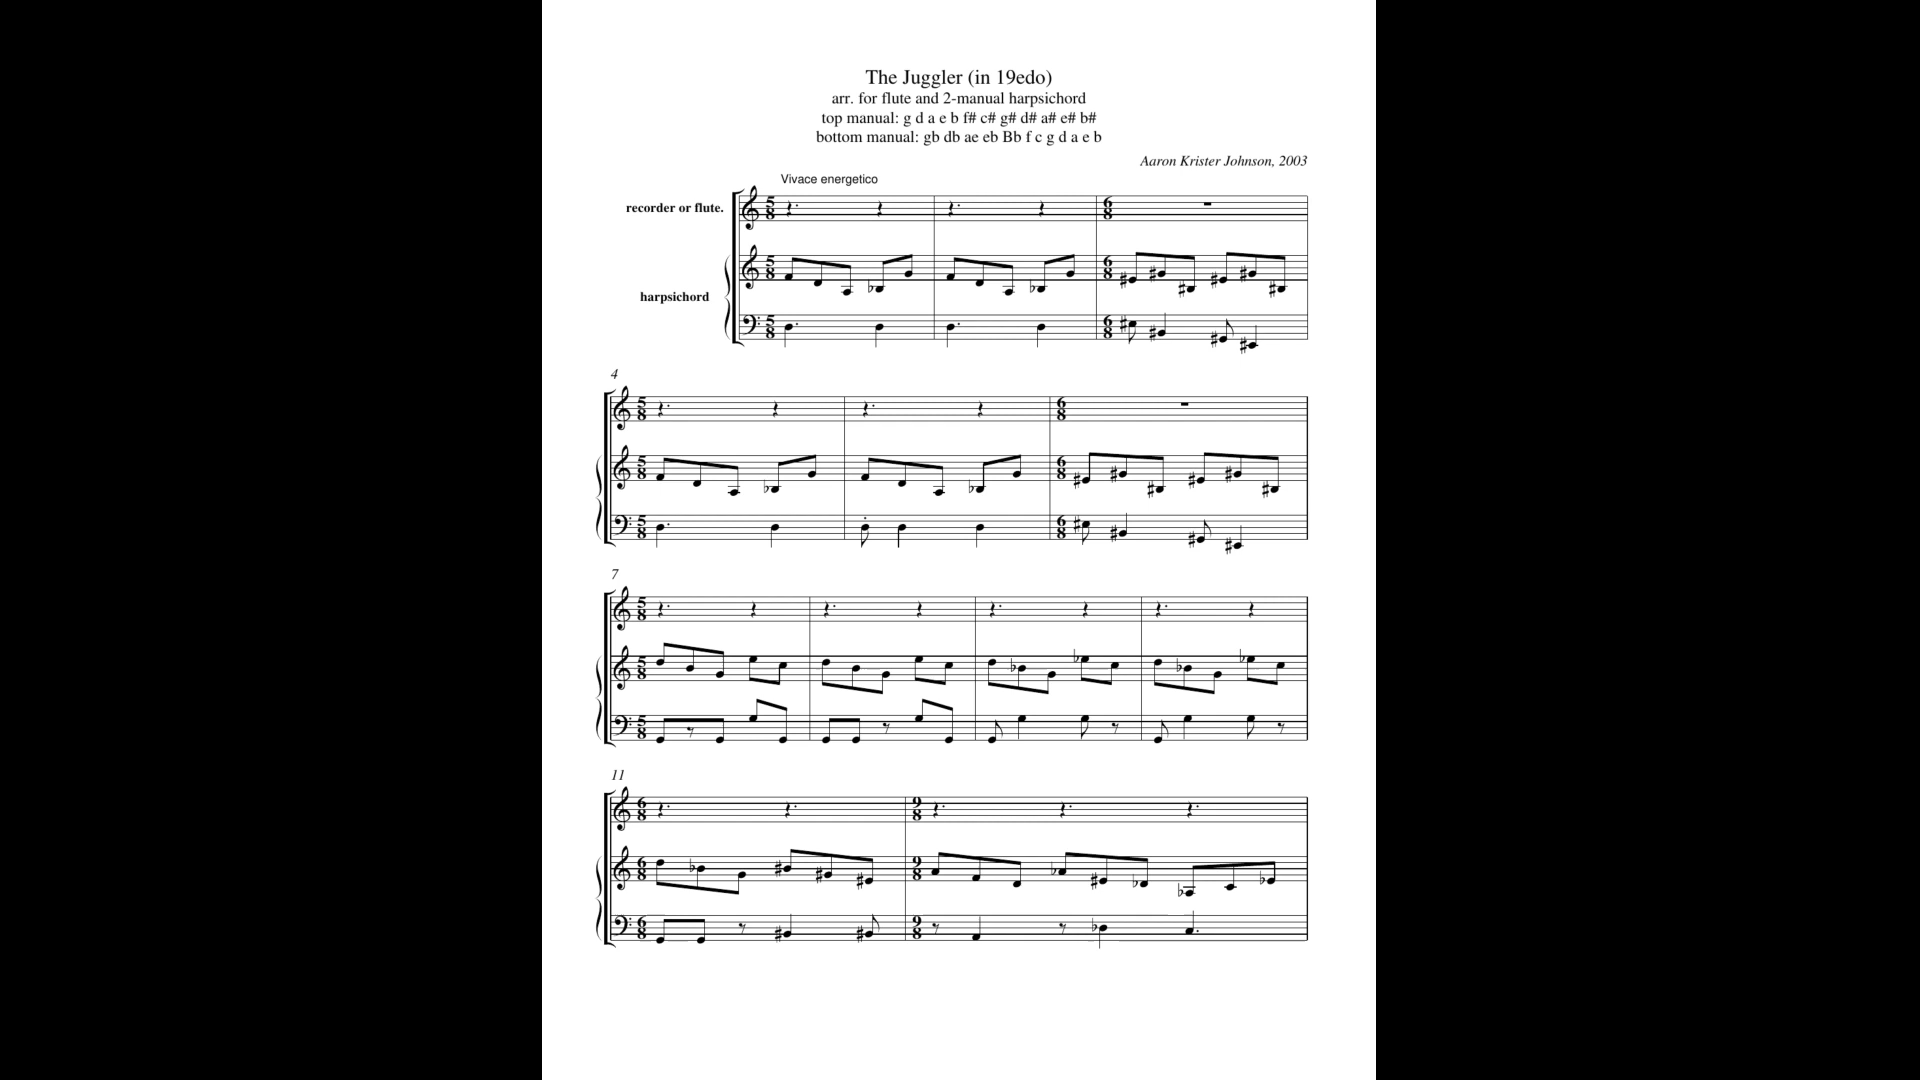 The Juggler (in 19edo)
arr. for flute and 2-manual harpsichord
top manual: g d a e b f# c# g# d# a# e# b#
bottom manual: gb db ae eb Bb f c g d a e b
Aaron Krister Johnson, 2003
Vivace energetico
recorder or flute.
harpsichord
4
7
11